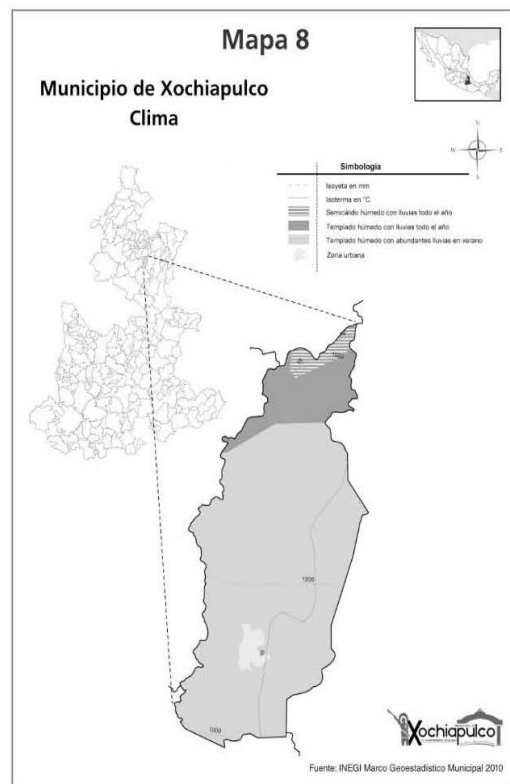 Mapa 8
Municipio de Xochiapulco
Clima
N
W
E
S
Simbología
Isoyeta en mm
Isoterma en °C
Semicálido húmedo con lluvias todo el año
Templado húmedo con lluvias todo el año
Templado húmedo con abundantes lluvias en verano
Zona urbana
1200
1000
Xochiapulco
Fuente: INEGI Marco Geoestadístico Municipal 2010